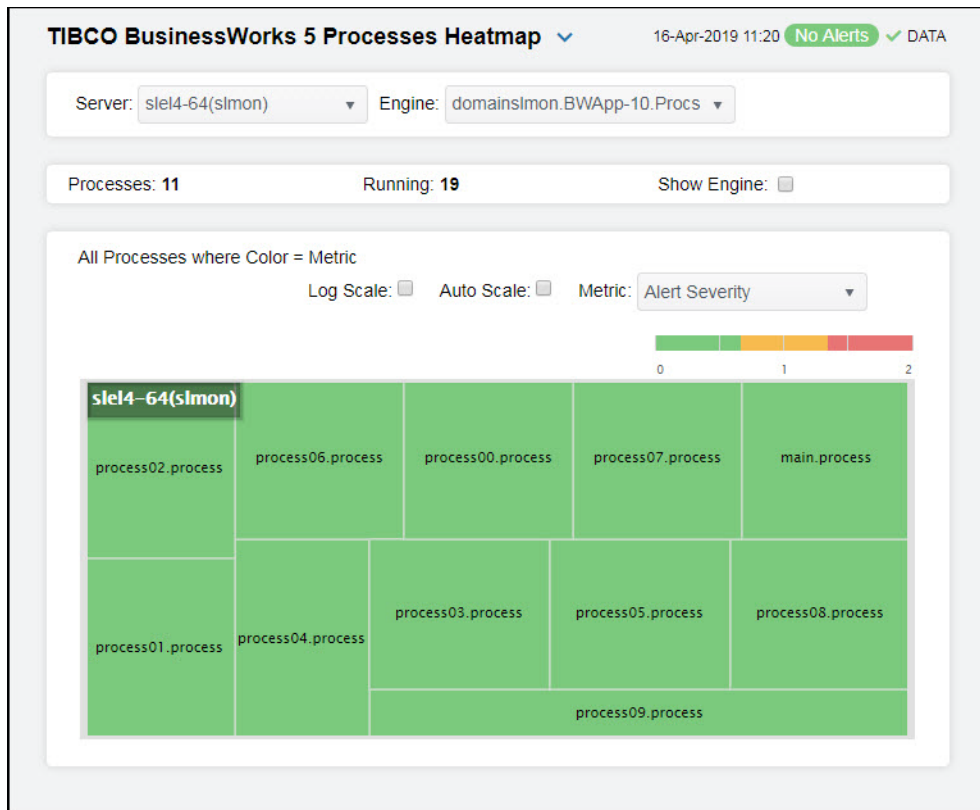 TIBCO BusinessWorks 5 Processes Heatmap 16-Apr-2019 11:20 No Alerts DATA
Server: slel4-64(slmon) Engine: domainslmon.BWApp-10.Procs
Processes: 11 Running: 19 Show Engine:
All Processes where Color = Metric
Log Scale: Auto Scale: Metric: Alert Severity
0 1 2
slel4-64(slmon)
process02.process process06.process process00.process process07.process main.process
process01.process process04.process process03.process process05.process process08.process
process09.process